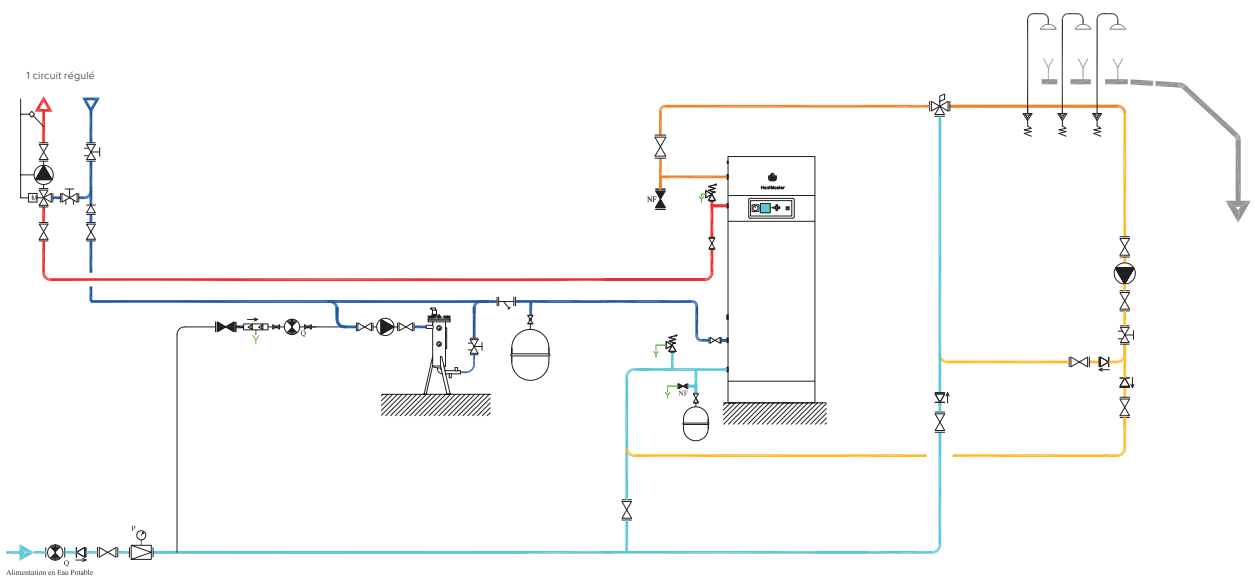 1 circuit régulé
M
NF
HeatMaster
Q
NF
P
Q
Alimentation en Eau Potable